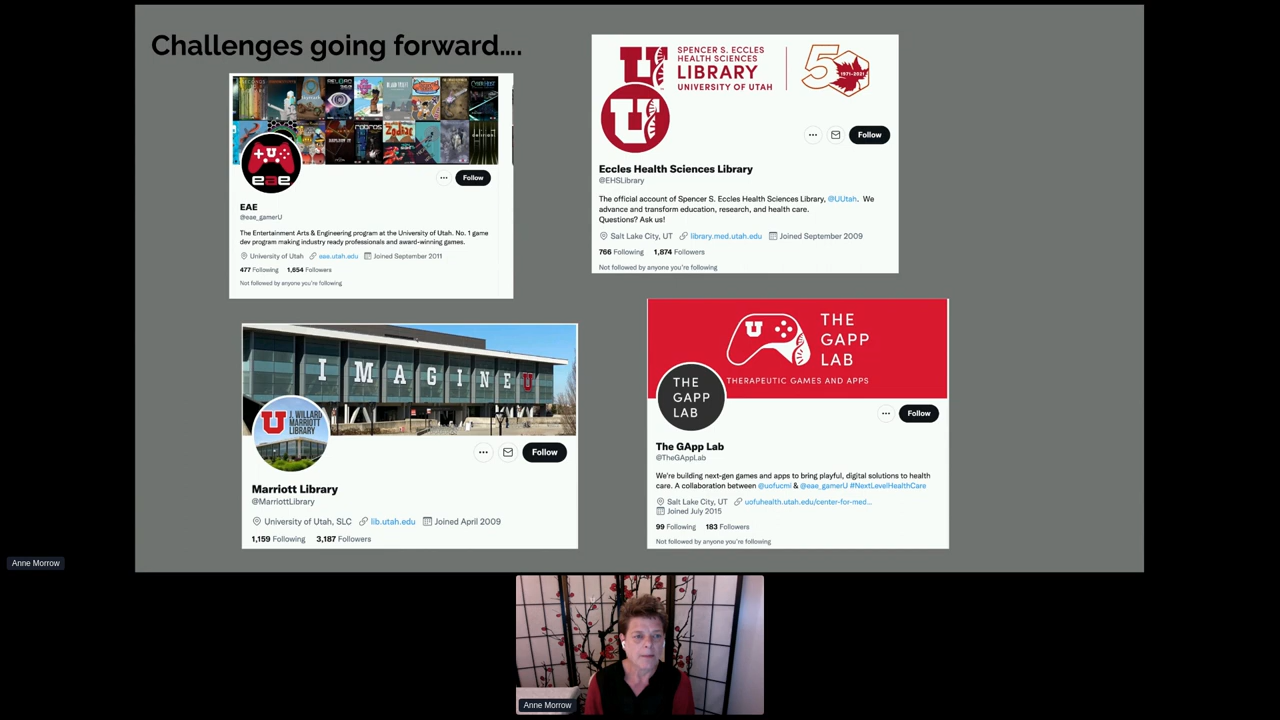 Challenges going forward....
eae
Follow
EAE
@eae_gamerU
The Entertainment Arts & Engineering program at the University of Utah. No. 1 game
dev program making industry ready professionals and award-winning games.
University of Utah eae.utah.edu Joined September 2011
477 Following 1,654 Followers
Not followed by anyone you're following
SPENCER S. ECCLES
HEALTH SCIENCES
LIBRARY
UNIVERSITY OF UTAH
50
1971-2021
Follow
Eccles Health Sciences Library
@EHSLibrary
The official account of Spencer S. Eccles Health Sciences Library, @UUtah. We
advance and transform education, research, and health care.
Questions? Ask us!
Salt Lake City, UT library.med.utah.edu Joined September 2009
766 Following 1,874 Followers
Not followed by anyone you're following
IMAGINE U
U J. WILLARD
MARRIOTT
LIBRARY
Follow
Marriott Library
@MarriottLibrary
University of Utah, SLC lib.utah.edu Joined April 2009
1,159 Following 3,187 Followers
U THE
GAPP
LAB
THERAPEUTIC GAMES AND APPS
THE
GAPP
LAB
Follow
The GApp Lab
@TheGAppLab
We're building next-gen games and apps to bring playful, digital solutions to health
care. A collaboration between @uofucmi & @eae_gamerU #NextLevelHealthCare
Salt Lake City, UT uofuhealth.utah.edu/center-for-med...
Joined July 2015
99 Following 183 Followers
Not followed by anyone you're following
Anne Morrow
Anne Morrow